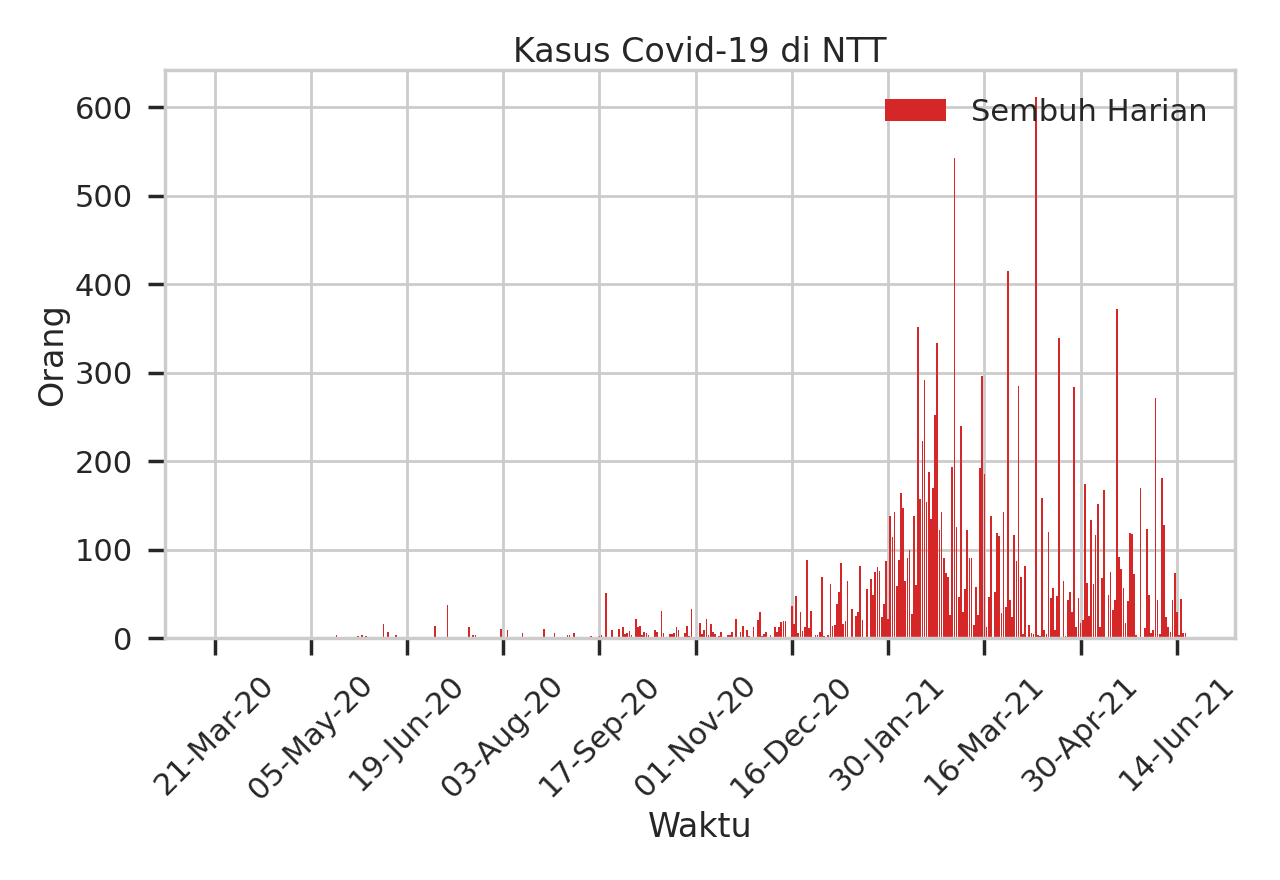 Kasus Covid-19 di NTT
Sembuh Harian
Orang
600
500
400
300
200
100
0
21-Mar-20
05-May-20
19-Jun-20
03-Aug-20
17-Sep-20
01-Nov-20
16-Dec-20
30-Jan-21
16-Mar-21
30-Apr-21
14-Jun-21
Waktu